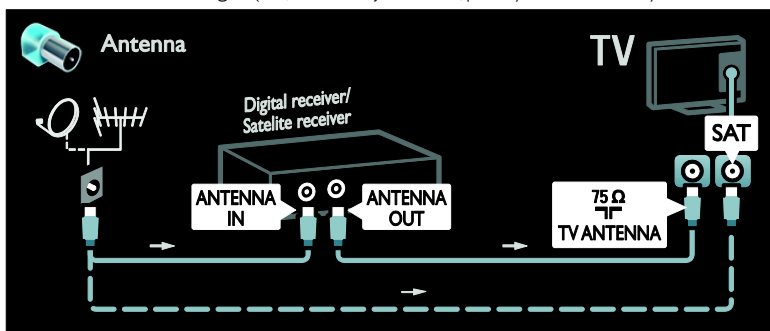 Antenna
TV
Digital receiver/
Satelite receiver
SAT
ANTENNA
IN
ANTENNA
OUT
75 Ω
TV ANTENNA